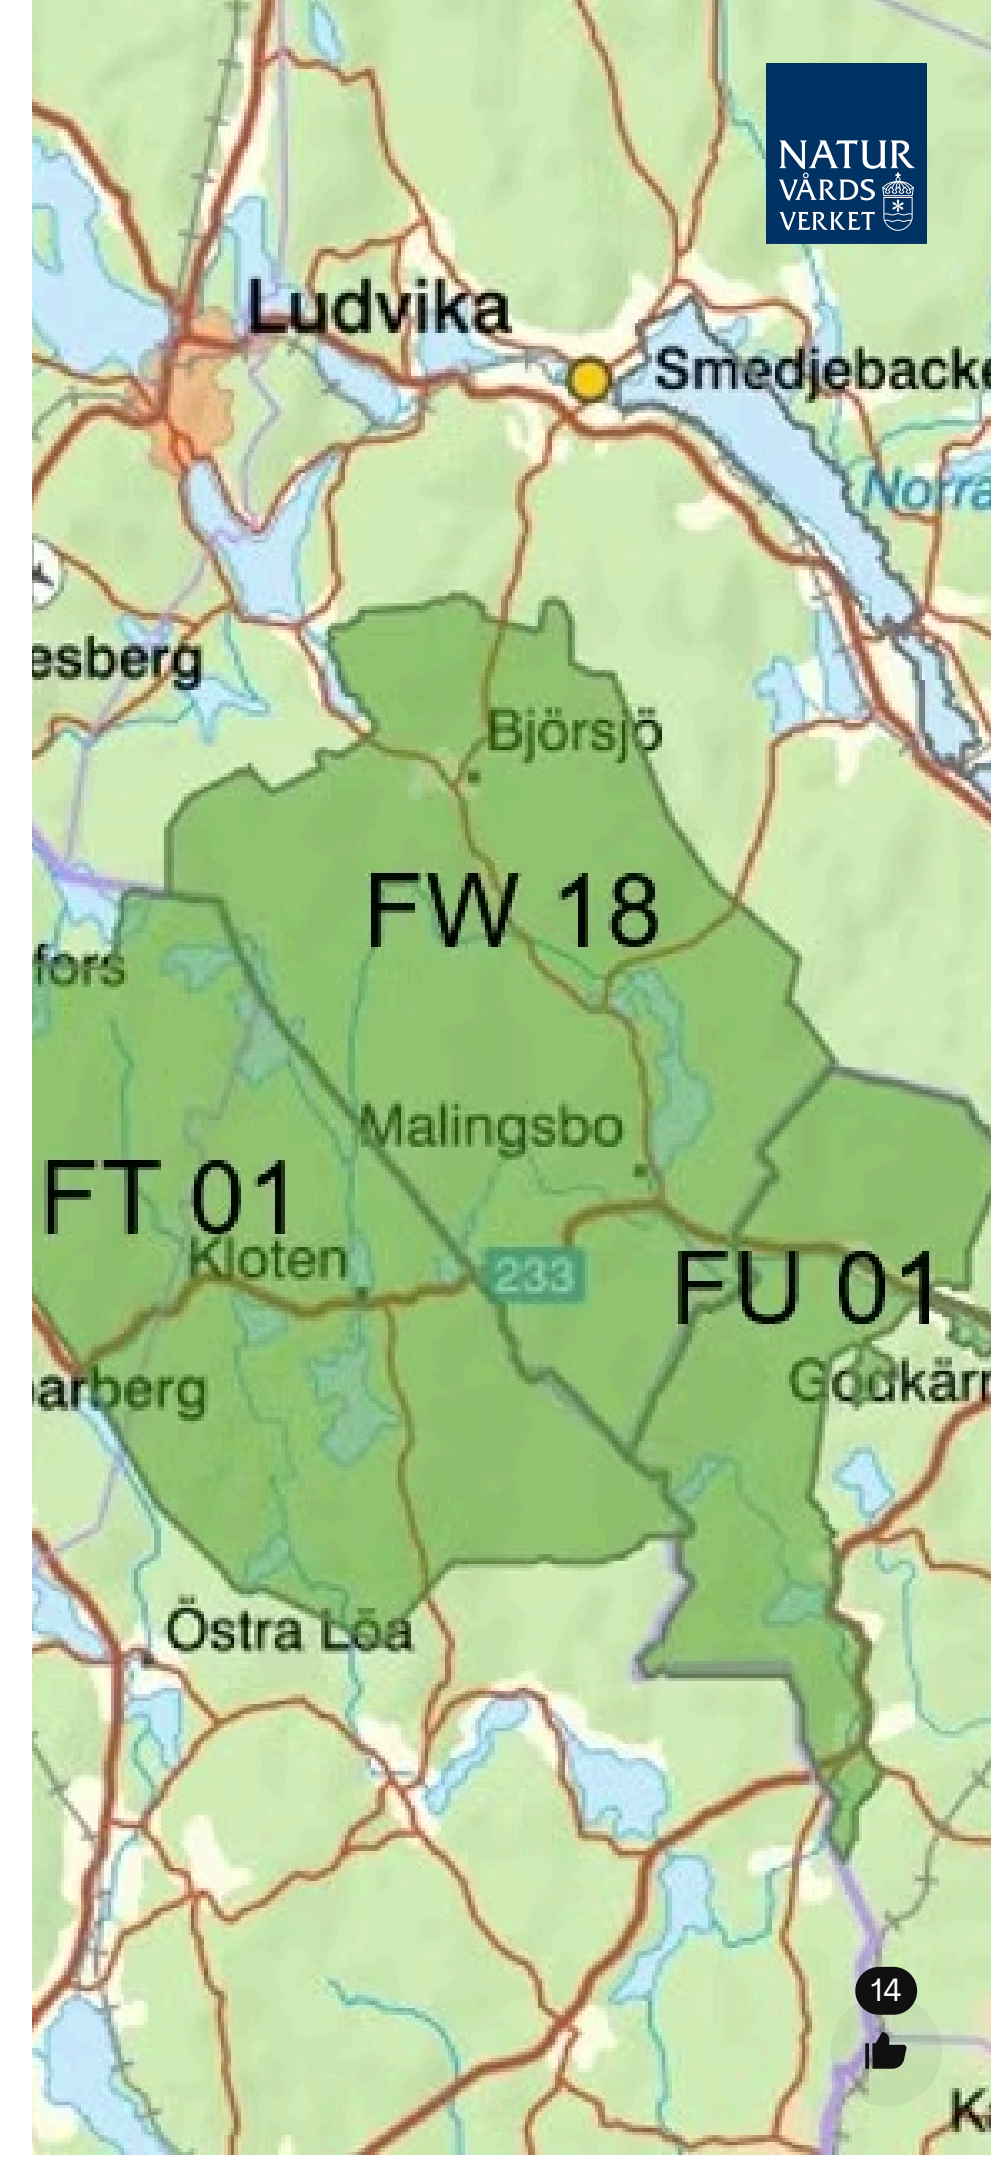 NATUR
VÅRDS
VERKET
Ludvika
Smedjebacke
Norra
esberg
Björsjö
FW 18
fors
Malingsbo
FT 01
Kloten
233
FU 01
Godkärr
arberg
Östra Löa
14
K